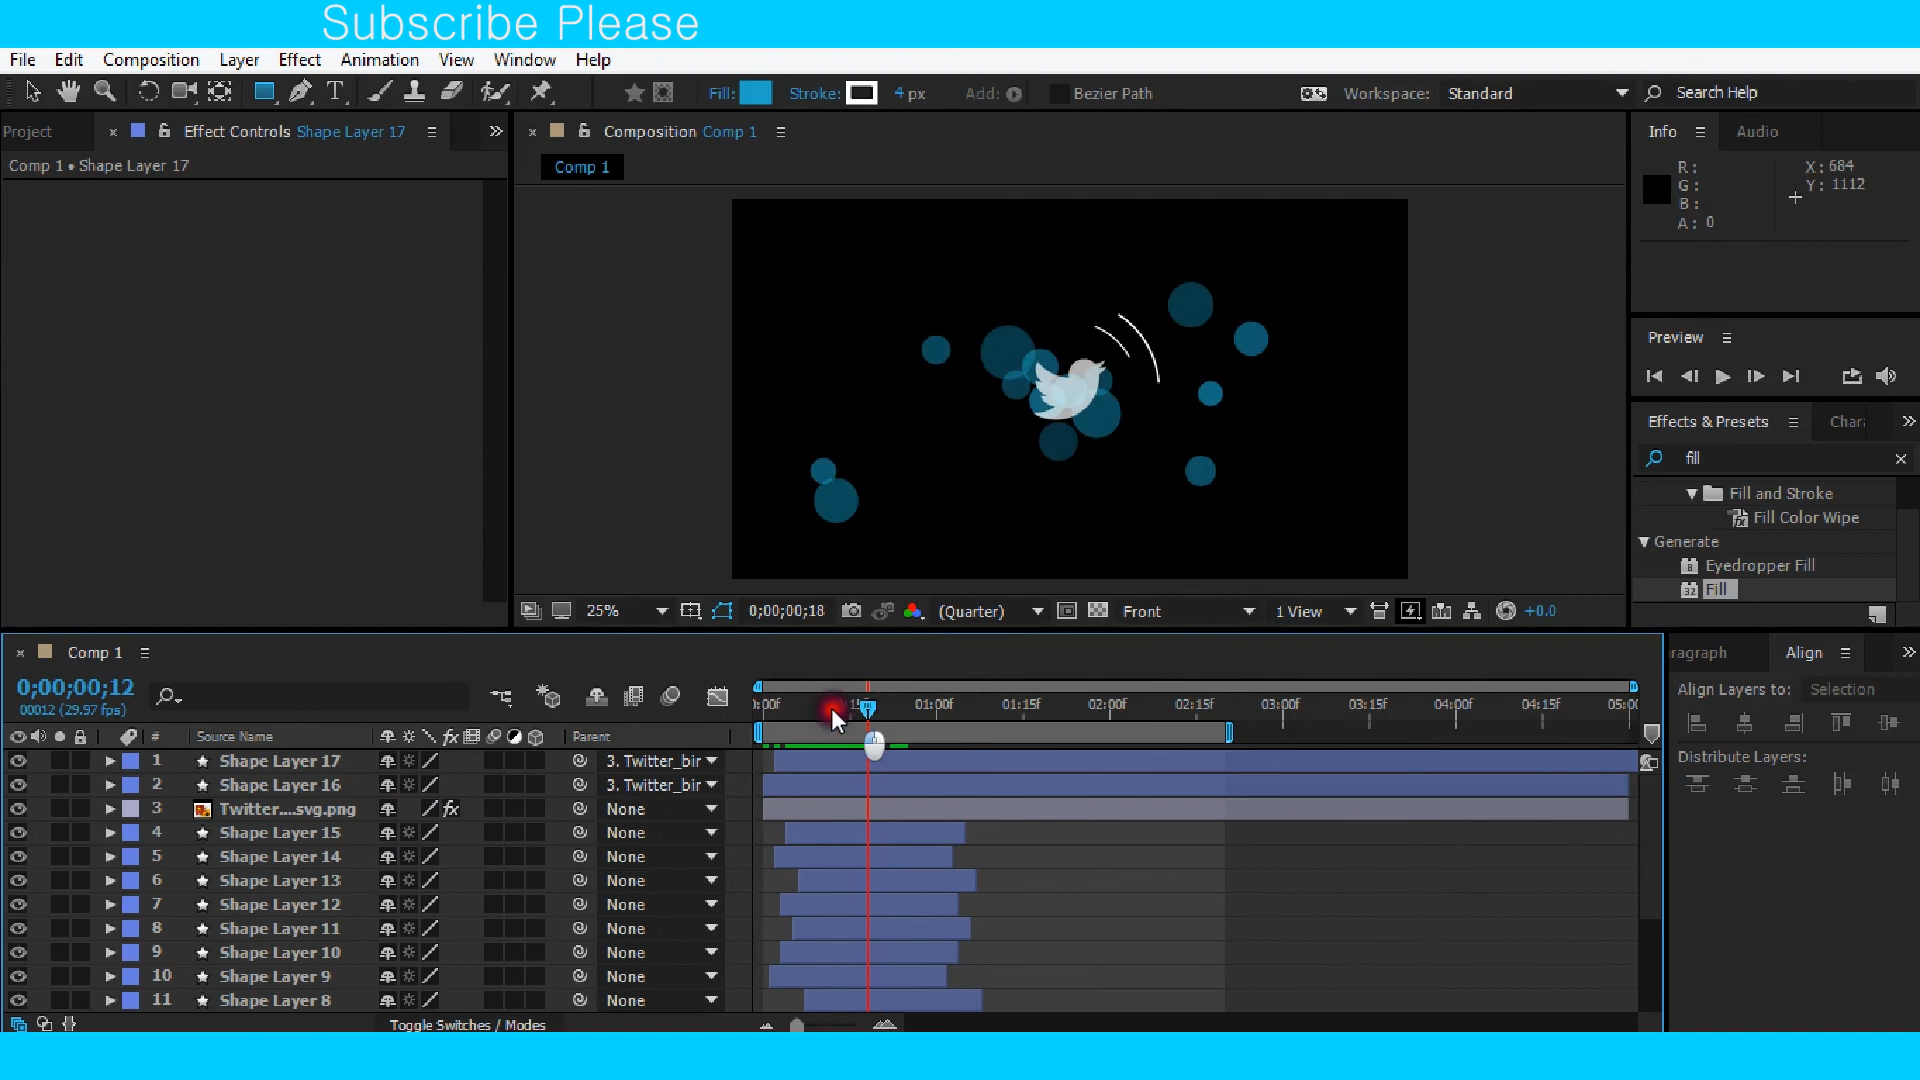 Subscribe Please
File Edit Composition Layer Effect Animation View Window Help
Fill: Stroke: 4 px Add: Bezier Path Workspace: Standard Search Help
Project Effect Controls Shape Layer 17 Composition Comp 1 Info Audio
Comp 1 • Shape Layer 17 Comp 1
R: X: 684
G: Y: 1112
B:
A: 0
Preview
Effects & Presets Chara
fill
Fill and Stroke
Fill Color Wipe
Generate
Eyedropper Fill
Fill
25% 0;00;00;18 (Quarter) Front 1 View +0.0
Comp 1 ragraph Align
0;00;00;12
00012 (29.97 fps)
Align Layers to: Selection
:00f 01:00f 01:15f 02:00f 02:15f 03:00f 03:15f 04:00f 04:15f 05:0
# Source Name fx Parent
Distribute Layers:
1 Shape Layer 17 3. Twitter_bir
2 Shape Layer 16 3. Twitter_bir
3 Twitter....svg.png fx None
4 Shape Layer 15 None
5 Shape Layer 14 None
6 Shape Layer 13 None
7 Shape Layer 12 None
8 Shape Layer 11 None
9 Shape Layer 10 None
10 Shape Layer 9 None
11 Shape Layer 8 None
Toggle Switches / Modes